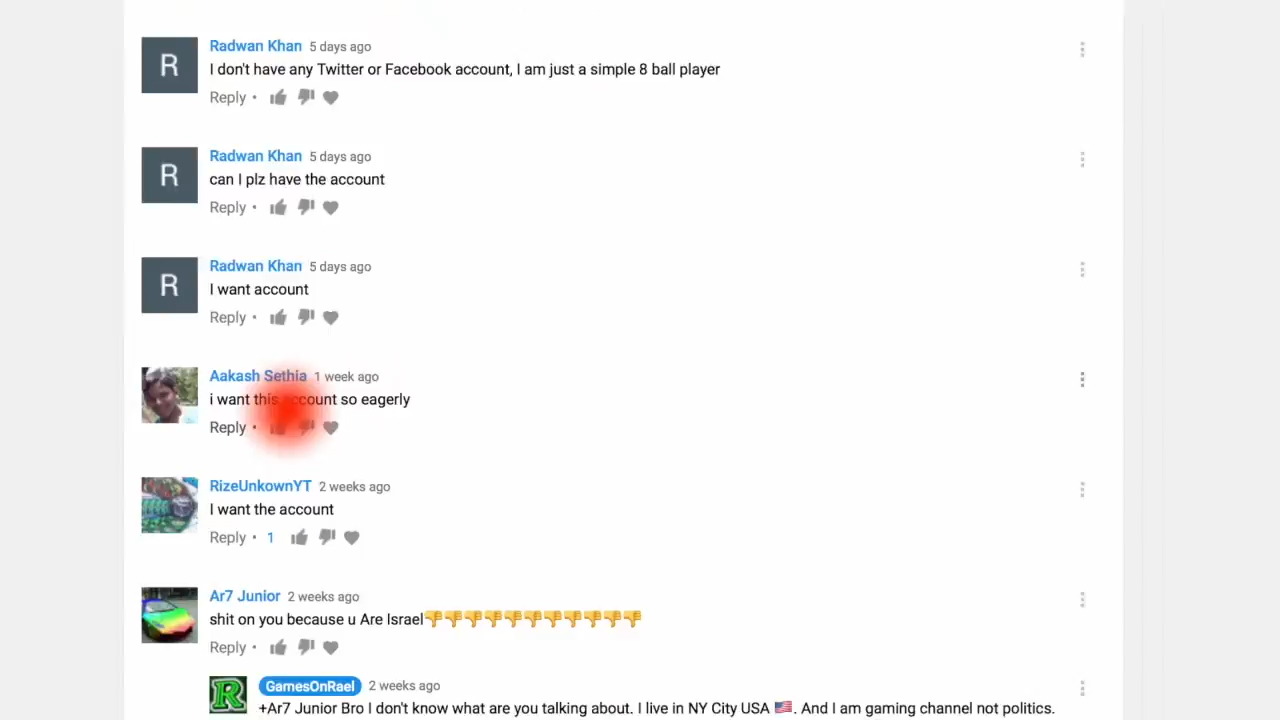 R
Radwan Khan 5 days ago
I don't have any Twitter or Facebook account, I am just a simple 8 ball player
Reply •
R
Radwan Khan 5 days ago
can I plz have the account
Reply •
R
Radwan Khan 5 days ago
I want account
Reply •
Aakash Sethia 1 week ago
i want this account so eagerly
Reply •
RizeUnkownYT 2 weeks ago
I want the account
Reply • 1
Ar7 Junior 2 weeks ago
shit on you because u Are Israel👎👎👎👎👎👎👎👎👎👎👎
Reply •
R
GamesOnRael 2 weeks ago
+Ar7 Junior Bro I don't know what are you talking about. I live in NY City USA 🇺🇸. And I am gaming channel not politics.